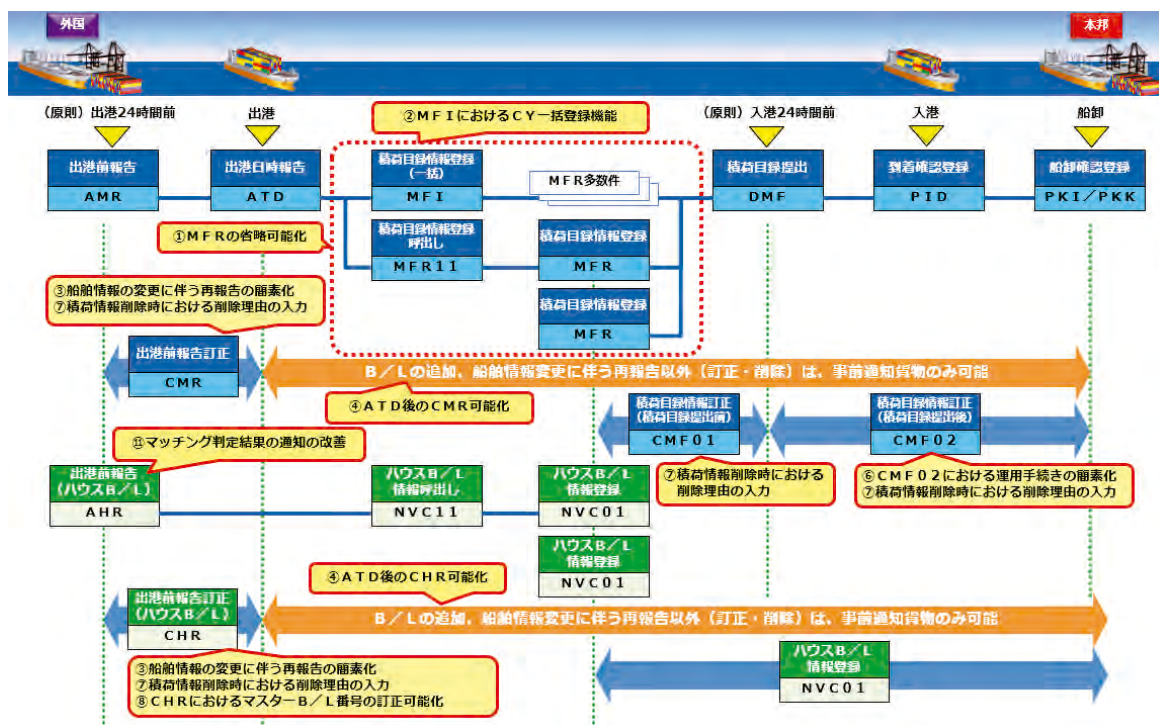 外国
本邦
（原則）出港24時間前
出港
②ＭＦＩにおけるＣＹ一括登録機能
（原則）入港24時間前
入港
船卸
出港前報告
AMR
出港日時報告
ATD
積荷目録情報登録
（一括）
MFI
ＭＦＲ多数件
積荷目録提出
DMF
到着確認登録
PID
船卸確認登録
PKI／PKK
①ＭＦＲの省略可能化
積荷目録情報登録
呼出し
MFR11
積荷目録情報登録
MFR
積荷目録情報登録
MFR
③船舶情報の変更に伴う再報告の簡素化
⑦積荷情報削除時における削除理由の入力
出港前報告訂正
CMR
Ｂ／Ｌの追加、船舶情報変更に伴う再報告以外（訂正・削除）は、事前通知貨物のみ可能
④ＡＴＤ後のＣＭＲ可能化
積荷目録情報訂正
（積荷目録提出前）
CMF01
積荷目録情報訂正
（積荷目録提出後）
CMF02
⑪マッチング判定結果の通知の改善
⑦積荷情報削除時における
削除理由の入力
⑥ＣＭＦ０２における運用手続きの簡素化
⑦積荷情報削除時における削除理由の入力
出港前報告
（ハウスＢ／Ｌ）
AHR
ハウスＢ／Ｌ
情報呼出し
NVC11
ハウスＢ／Ｌ
情報登録
NVC01
ハウスＢ／Ｌ
情報登録
NVC01
④ＡＴＤ後のＣＨＲ可能化
出港前報告訂正
（ハウスＢ／Ｌ）
CHR
Ｂ／Ｌの追加、船舶情報変更に伴う再報告以外（訂正・削除）は、事前通知貨物のみ可能
③船舶情報の変更に伴う再報告の簡素化
⑦積荷情報削除時における削除理由の入力
⑧ＣＨＲにおけるマスターＢ／Ｌ番号の訂正可能化
ハウスＢ／Ｌ
情報登録
NVC01